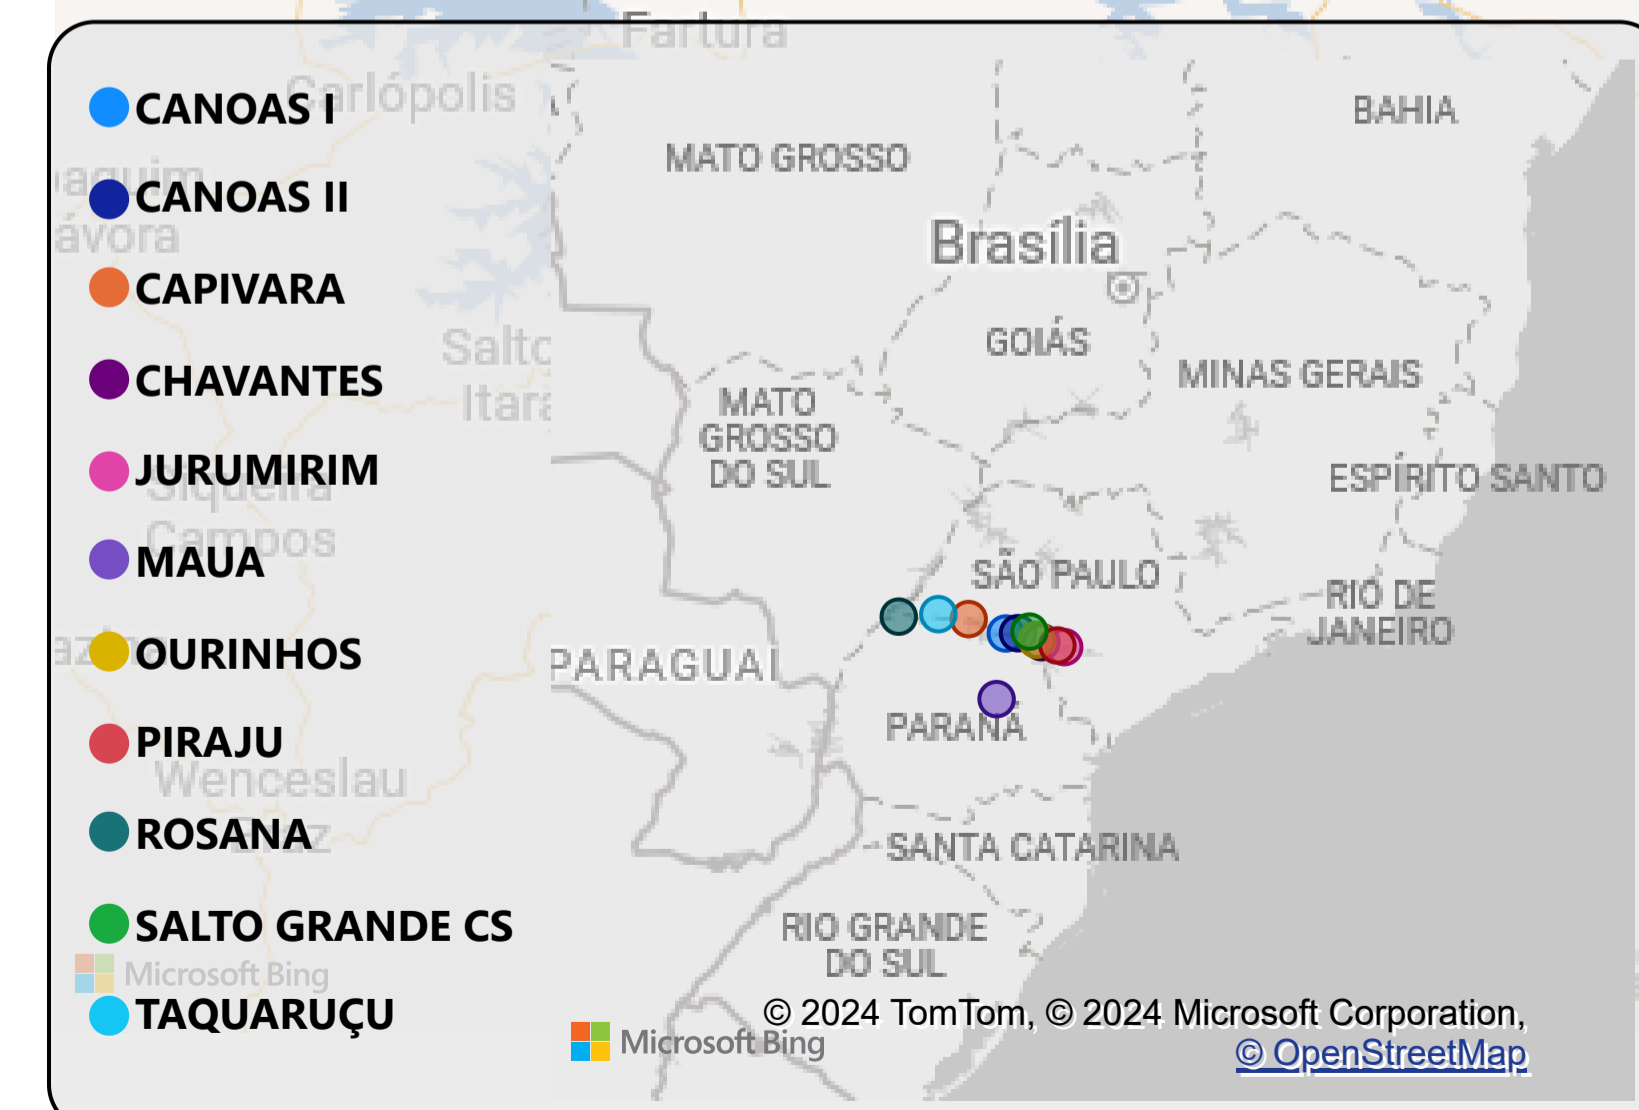 Fartura
Carlópolis
CANOAS I
CANOAS II
ávora
CAPIVARA
Salto
Itara
CHAVANTES
JURUMIRIM
Siqueira
Campos
MAUA
OURINHOS
PIRAJU
Wenceslau
Braz
ROSANA
SALTO GRANDE CS
Microsoft Bing
TAQUARUÇU
BAHIA
MATO GROSSO
Brasília
GOIÁS
MINAS GERAIS
MATO
GROSSO
DO SUL
ESPÍRITO SANTO
SÃO PAULO
RIO DE
JANEIRO
PARAGUAI
PARANÁ
SANTA CATARINA
RIO GRANDE
DO SUL
© 2024 TomTom, © 2024 Microsoft Corporation,
Microsoft Bing
© OpenStreetMap